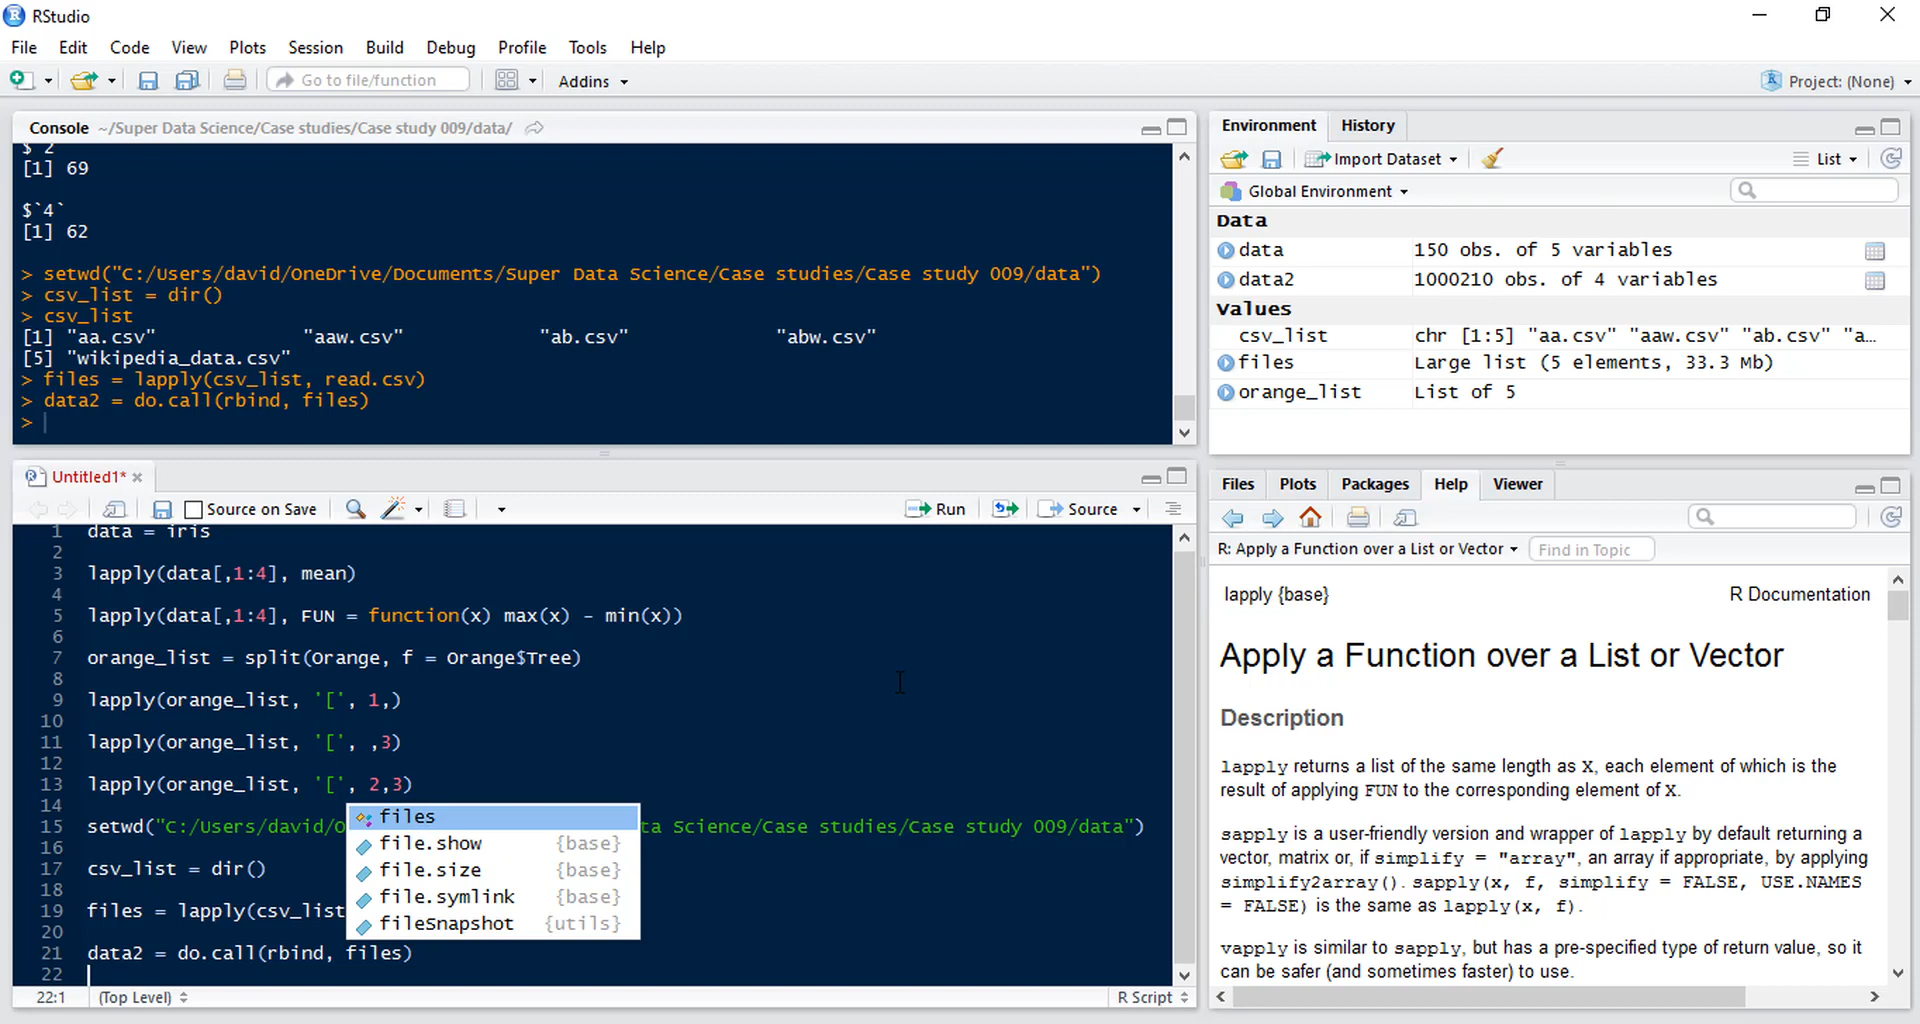 RStudio
File Edit Code View Plots Session Build Debug Profile Tools Help
Go to file/function Addins Project: (None)
Console ~/Super Data Science/Case studies/Case study 009/data/
[1] 69
$`4`
[1] 62
> setwd("C:/Users/david/OneDrive/Documents/Super Data Science/Case studies/Case study 009/data")
> csv_list = dir()
> csv_list
[1] "aa.csv" "aaw.csv" "ab.csv" "abw.csv"
[5] "wikipedia_data.csv"
> files = lapply(csv_list, read.csv)
> data2 = do.call(rbind, files)
>
Untitled1*
Source on Save Run Source
1 data = iris
2
3 lapply(data[,1:4], mean)
4
5 lapply(data[,1:4], FUN = function(x) max(x) - min(x))
6
7 orange_list = split(Orange, f = Orange$Tree)
8
9 lapply(orange_list, '[', 1,)
10
11 lapply(orange_list, '[', ,3)
12
13 lapply(orange_list, '[', 2,3)
14
15 setwd("C:/Users/david/O ta Science/Case studies/Case study 009/data")
16
17 csv_list = dir()
18
19 files = lapply(csv_list
20
21 data2 = do.call(rbind, files)
22
files
file.show {base}
file.size {base}
file.symlink {base}
fileSnapshot {utils}
22:1 (Top Level) R Script
Environment History
Import Dataset List
Global Environment
Data
data 150 obs. of 5 variables
data2 1000210 obs. of 4 variables
Values
csv_list chr [1:5] "aa.csv" "aaw.csv" "ab.csv" "a…
files Large list (5 elements, 33.3 Mb)
orange_list List of 5
Files Plots Packages Help Viewer
R: Apply a Function over a List or Vector Find in Topic
lapply {base} R Documentation
Apply a Function over a List or Vector
Description
lapply returns a list of the same length as X, each element of which is the
result of applying FUN to the corresponding element of X.
sapply is a user-friendly version and wrapper of lapply by default returning a
vector, matrix or, if simplify = "array", an array if appropriate, by applying
simplify2array(). sapply(x, f, simplify = FALSE, USE.NAMES
= FALSE) is the same as lapply(x, f).
vapply is similar to sapply, but has a pre-specified type of return value, so it
can be safer (and sometimes faster) to use.